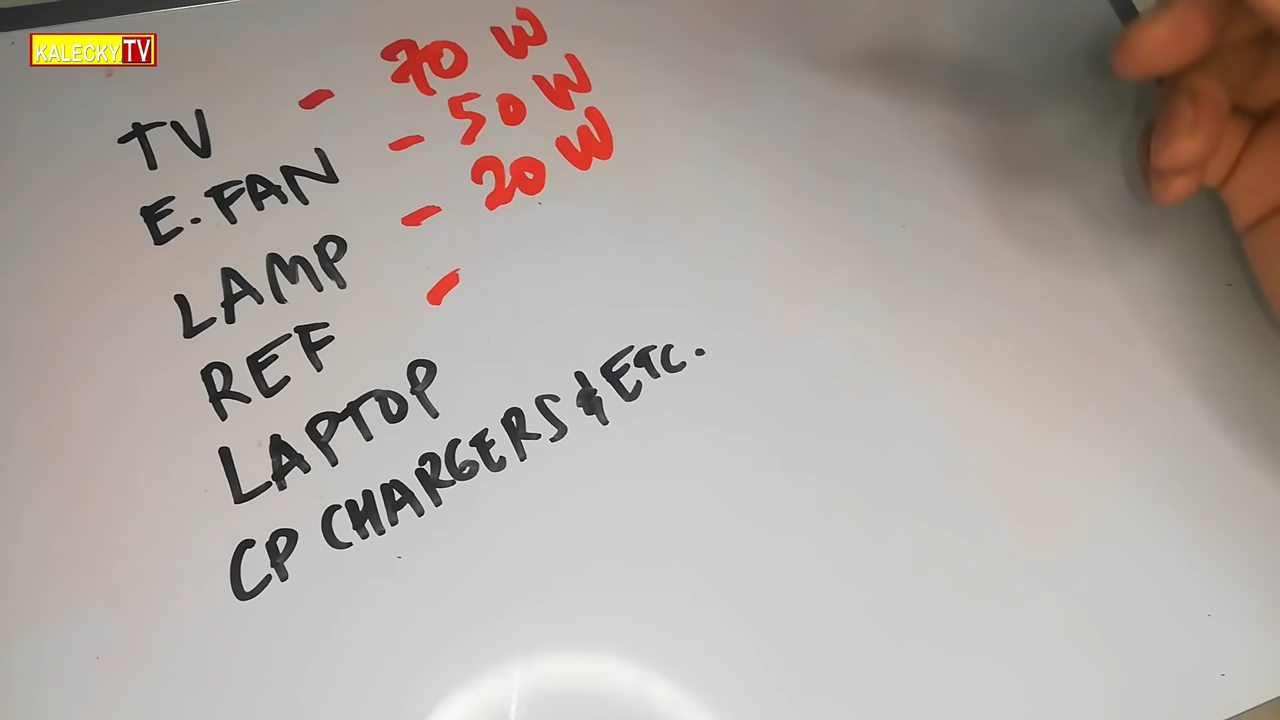 KALECKY TV
TV - 70 W
E. FAN - 50 W
LAMP - 20 W
REF -
LAPTOP
CP CHARGERS & ETC.